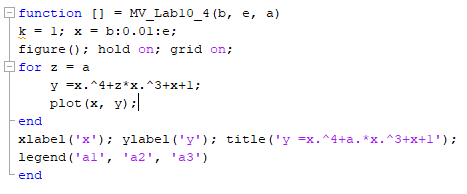 function [] = MV_Lab10_4(b, e, a)
k = 1; x = b:0.01:e;
figure(); hold on; grid on;
for z = a
y =x.^4+z*x.^3+x+1;
plot(x, y);
end
xlabel('x'); ylabel('y'); title('y =x.^4+a.*x.^3+x+1');
legend('a1', 'a2', 'a3')
end